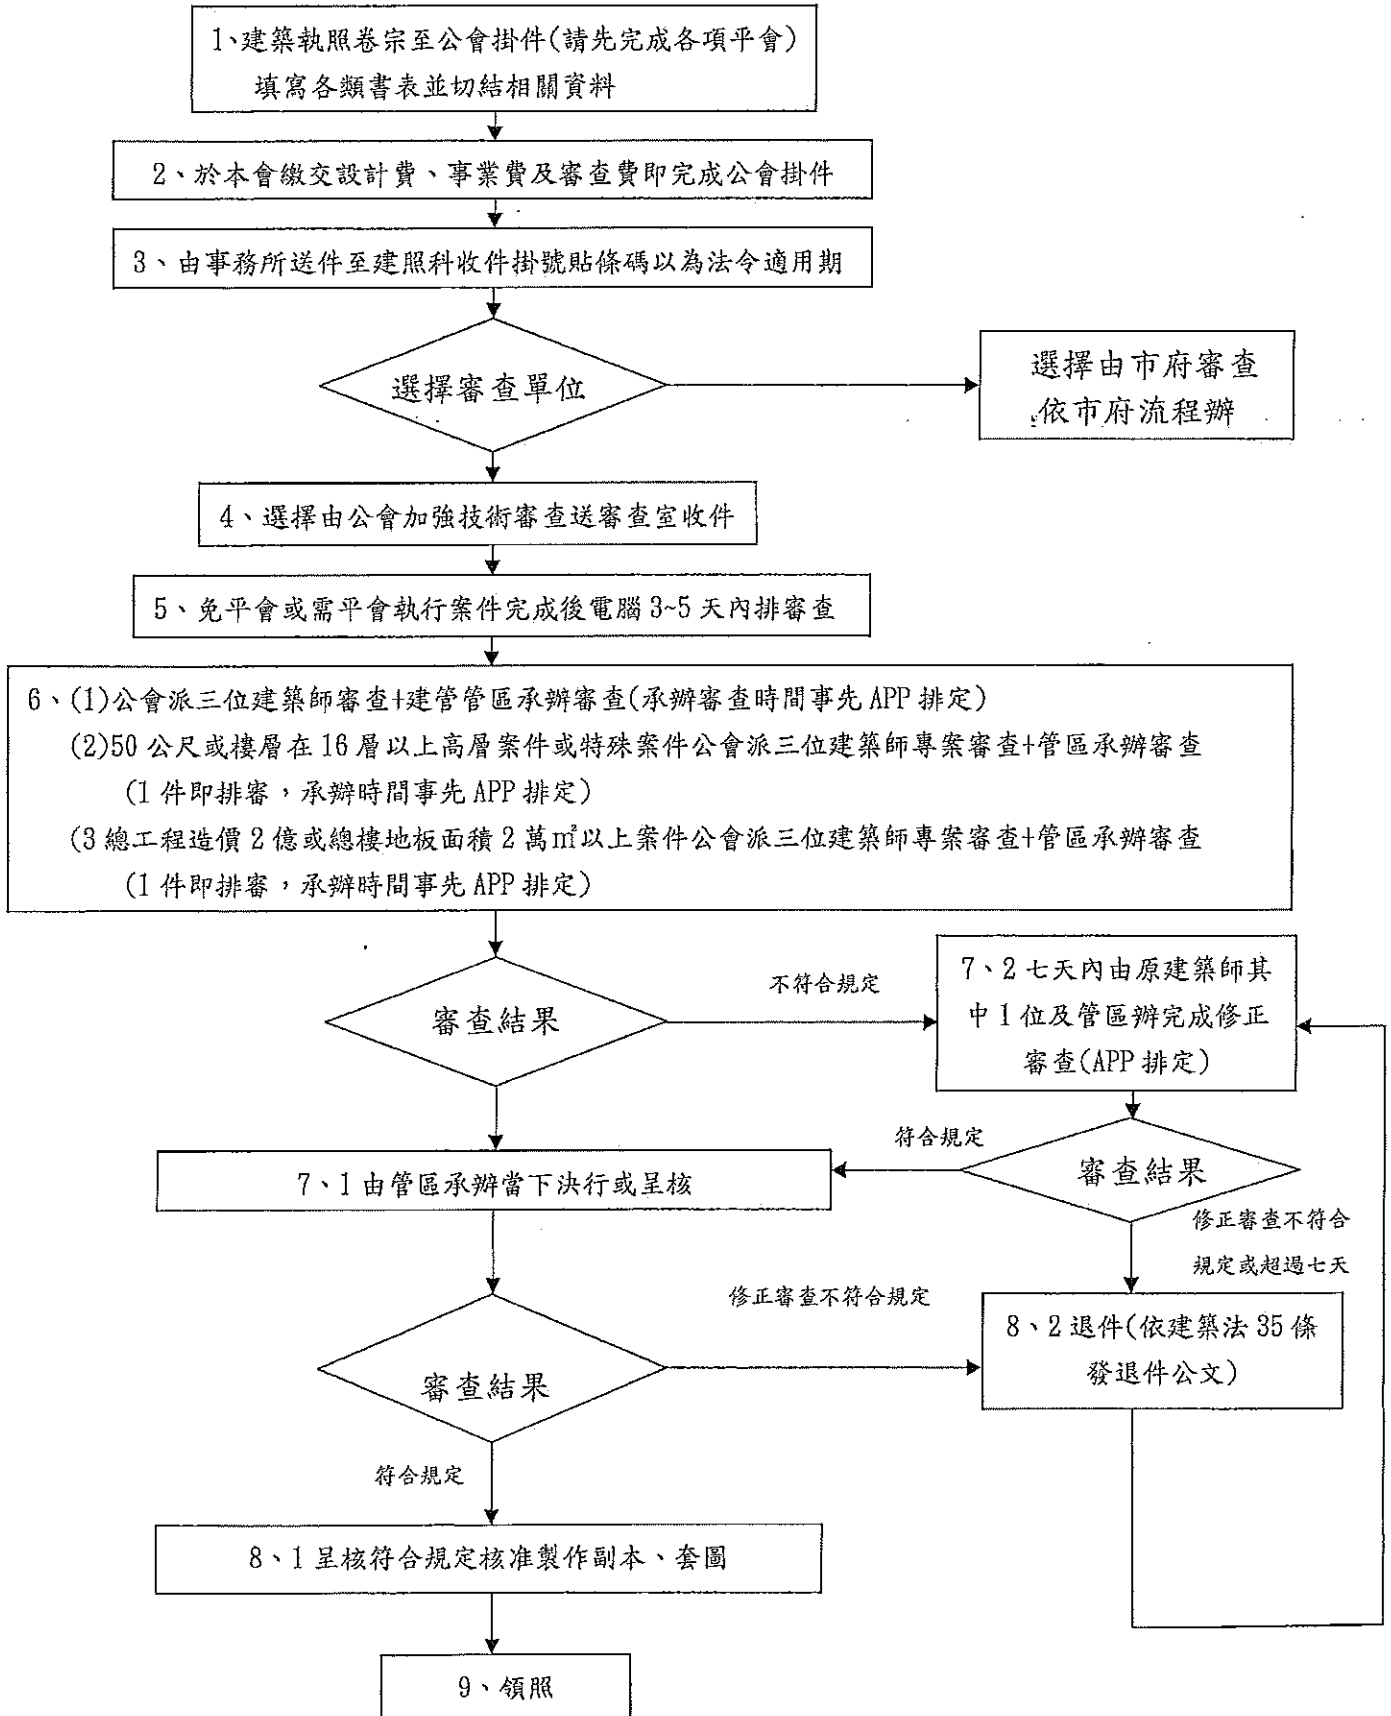 1、建築執照卷宗至公會掛件(請先完成各項平會)
填寫各類書表並切結相關資料
2、於本會繳交設計費、事業費及審查費即完成公會掛件
3、由事務所送件至建照科收件掛號貼條碼以為法令適用期
選擇審查單位
選擇由市府審查
依市府流程辦
4、選擇由公會加強技術審查送審查室收件
5、免平會或需平會執行案件完成後電腦3~5天內排審查
6、(1)公會派三位建築師審查+建管管區承辦審查(承辦審查時間事先APP排定)
(2)50公尺或樓層在16層以上高層案件或特殊案件公會派三位建築師專案審查+管區承辦審查
(1件即排審，承辦時間事先APP排定)
(3總工程造價2億或總樓地板面積2萬㎡以上案件公會派三位建築師專案審查+管區承辦審查
(1件即排審，承辦時間事先APP排定)
審查結果
不符合規定
7、2七天內由原建築師其
中1位及管區辦完成修正
審查(APP排定)
符合規定
審查結果
7、1由管區承辦當下決行或呈核
修正審查不符合
規定或超過七天
修正審查不符合規定
8、2退件(依建築法35條
發退件公文)
審查結果
符合規定
8、1呈核符合規定核准製作副本、套圖
9、領照